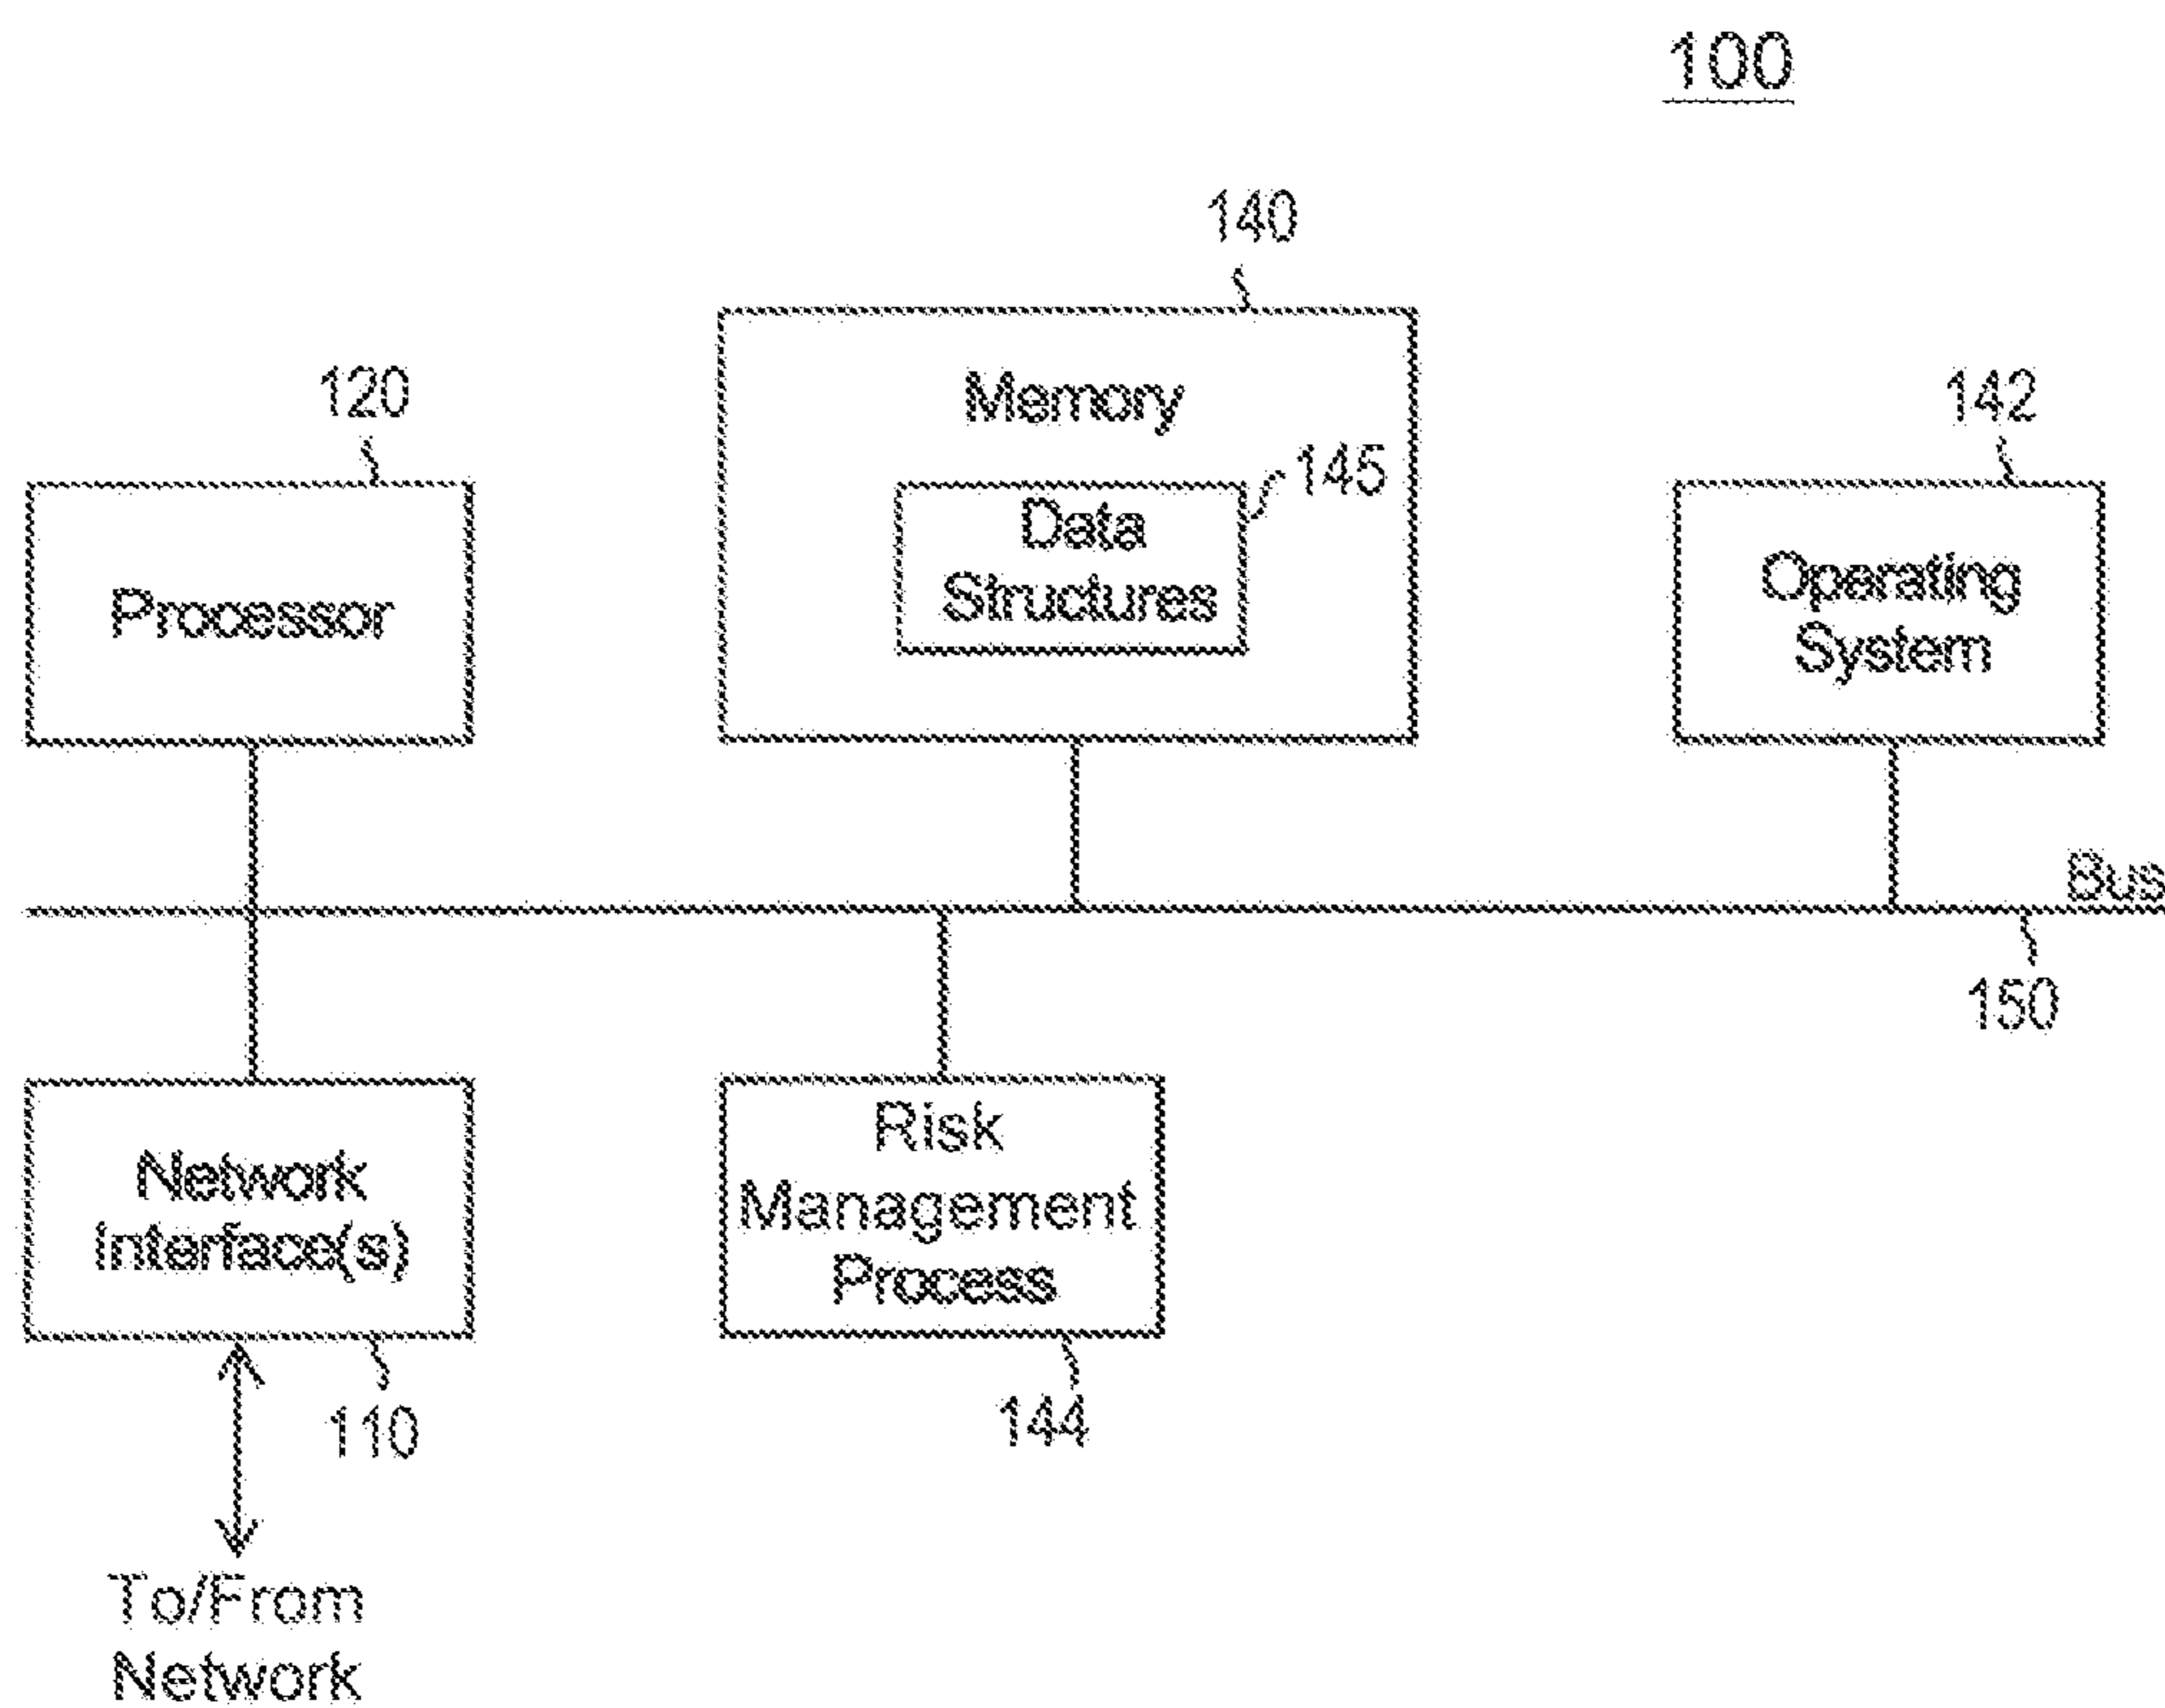 100
140
120
Memory
142
145
Data
Structures
Processor
Operating
System
Bus
150
Network
Interface(s)
Risk
Management
Process
110
144
To/From
Network